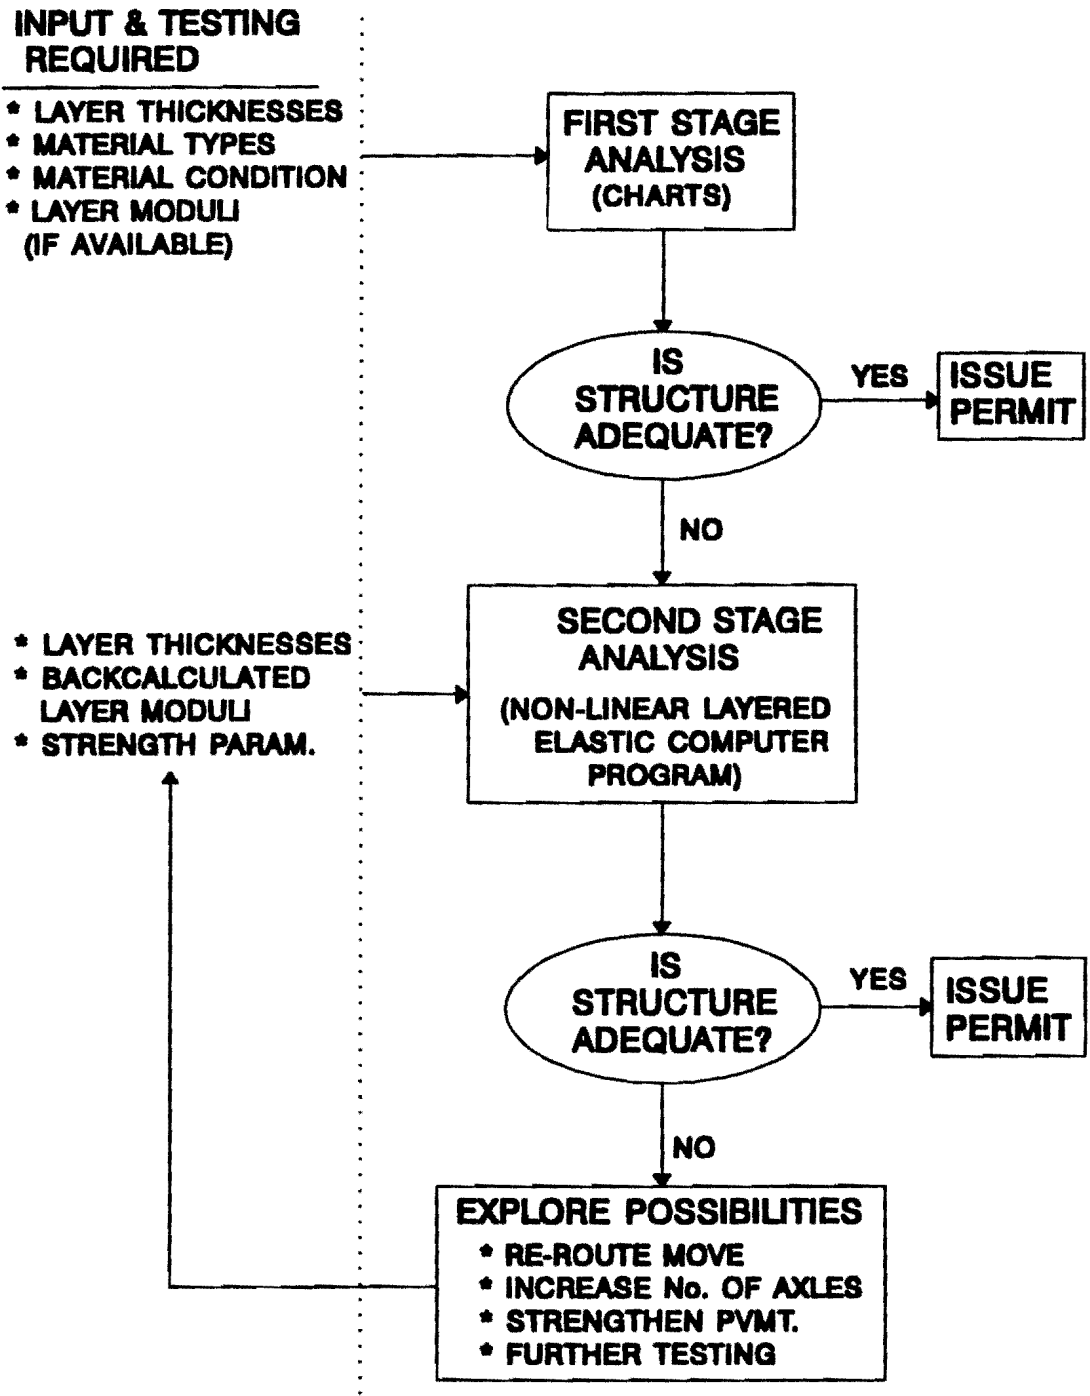 INPUT & TESTING
REQUIRED
* LAYER THICKNESSES
* MATERIAL TYPES
* MATERIAL CONDITION
* LAYER MODULI
(IF AVAILABLE)
FIRST STAGE
ANALYSIS
(CHARTS)
IS
STRUCTURE
ADEQUATE?
YES
ISSUE
PERMIT
NO
* LAYER THICKNESSES
* BACKCALCULATED
LAYER MODULI
* STRENGTH PARAM.
SECOND STAGE
ANALYSIS
(NON-LINEAR LAYERED
ELASTIC COMPUTER
PROGRAM)
IS
STRUCTURE
ADEQUATE?
YES
ISSUE
PERMIT
NO
EXPLORE POSSIBILITIES
* RE-ROUTE MOVE
* INCREASE No. OF AXLES
* STRENGTHEN PVMT.
* FURTHER TESTING